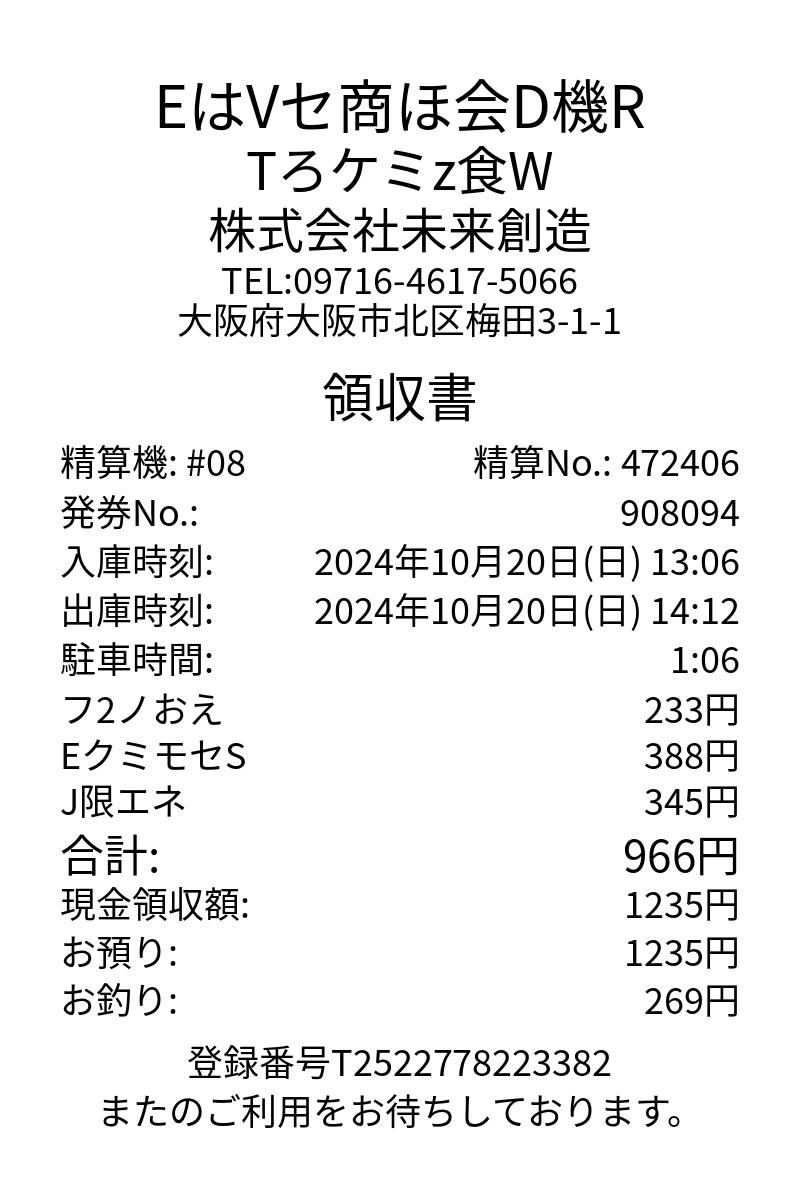 EはVセ商ほ会D機R
Tろケミz食W
株式会社未来創造
TEL:09716-4617-5066
大阪府大阪市北区梅田3-1-1
領収書
精算機: #08 精算No.: 472406
発券No.: 908094
入庫時刻: 2024年10月20日(日) 13:06
出庫時刻: 2024年10月20日(日) 14:12
駐車時間: 1:06
フ2ノおえ 233円
EクミモセS 388円
J限エネ 345円
合計: 966円
現金領収額: 1235円
お預り: 1235円
お釣り: 269円
登録番号T2522778223382
またのご利用をお待ちしております。